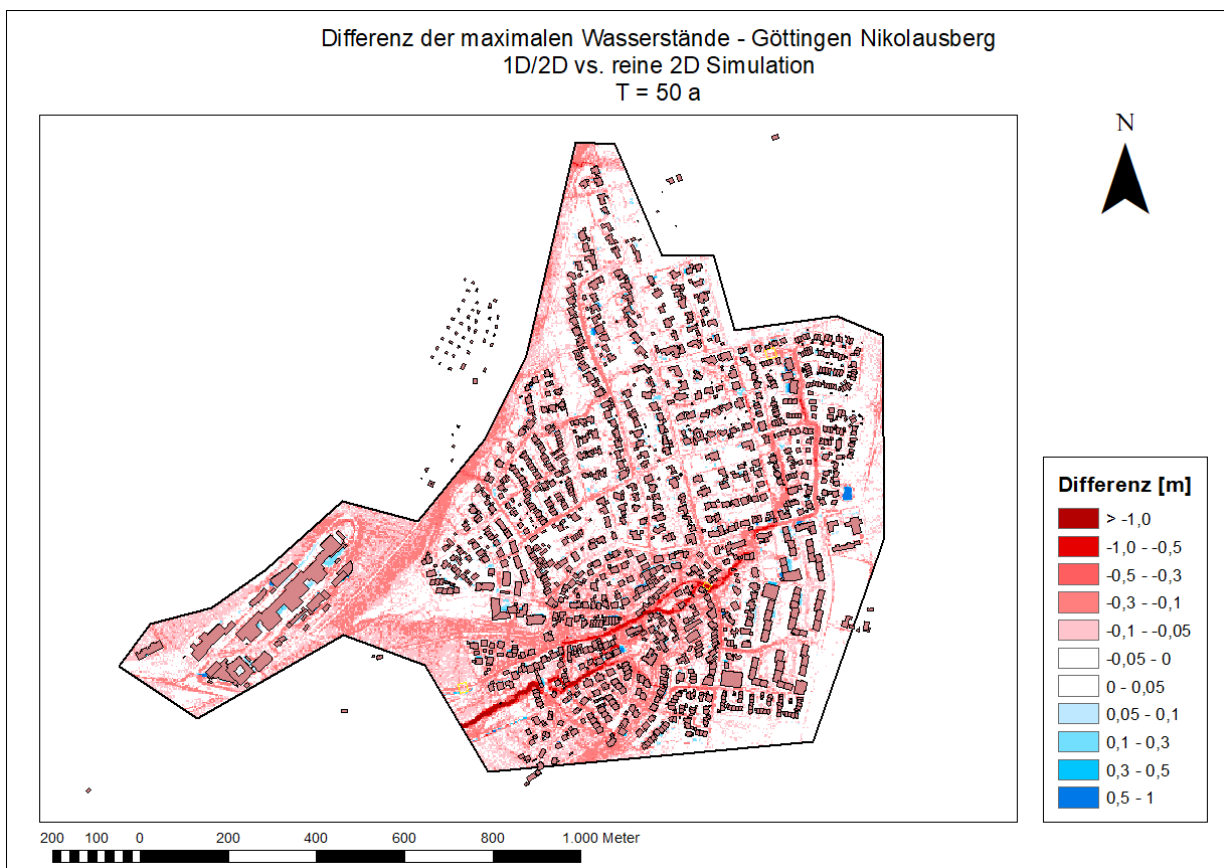 Differenz der maximalen Wasserstände - Göttingen Nikolausberg
1D/2D vs. reine 2D Simulation
T = 50 a
N
Differenz [m]
> -1,0
-1,0 - -0,5
-0,5 - -0,3
-0,3 - -0,1
-0,1 - -0,05
-0,05 - 0
0 - 0,05
0,05 - 0,1
0,1 - 0,3
0,3 - 0,5
0,5 - 1
200 100 0 200 400 600 800 1.000 Meter